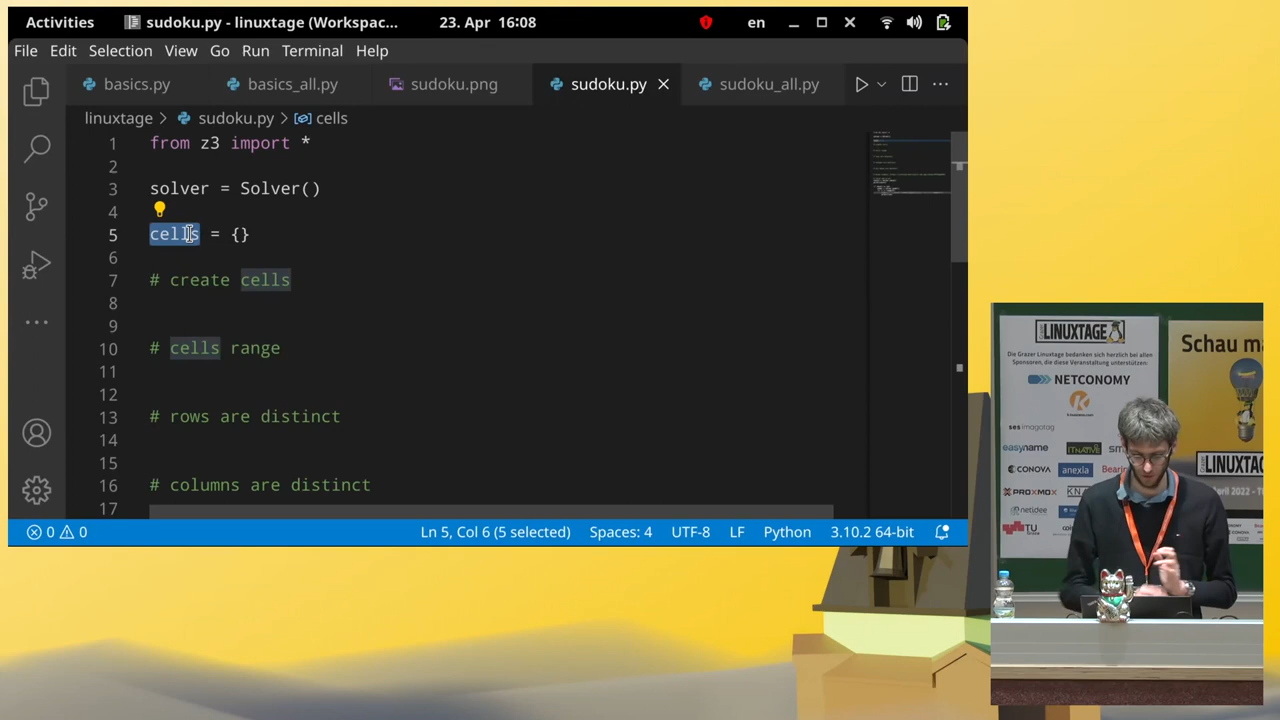 Activities
sudoku.py - linuxtage (Workspac...
23. Apr 16:08
en
File Edit Selection View Go Run Terminal Help
basics.py
basics_all.py
sudoku.png
sudoku.py
sudoku_all.py
linuxtage > sudoku.py > cells
1 from z3 import *
2
3 solver = Solver()
4
5 cells = {}
6
7 # create cells
8
9
10 # cells range
11
12
13 # rows are distinct
14
15
16 # columns are distinct
17
0 0
Ln 5, Col 6 (5 selected)
Spaces: 4
UTF-8
LF
Python
3.10.2 64-bit
LINUXTAGE
Die Grazer Linuxtage bedanken sich herzlich bei allen
Sponsoren, die diese Veranstaltung unterstützen:
NETCONOMY
ses imagotag
easyname
ITNATIVE
CONOVA
anexia
PROXMOX
netidee
TU
Schau
LINUXTAG
2022